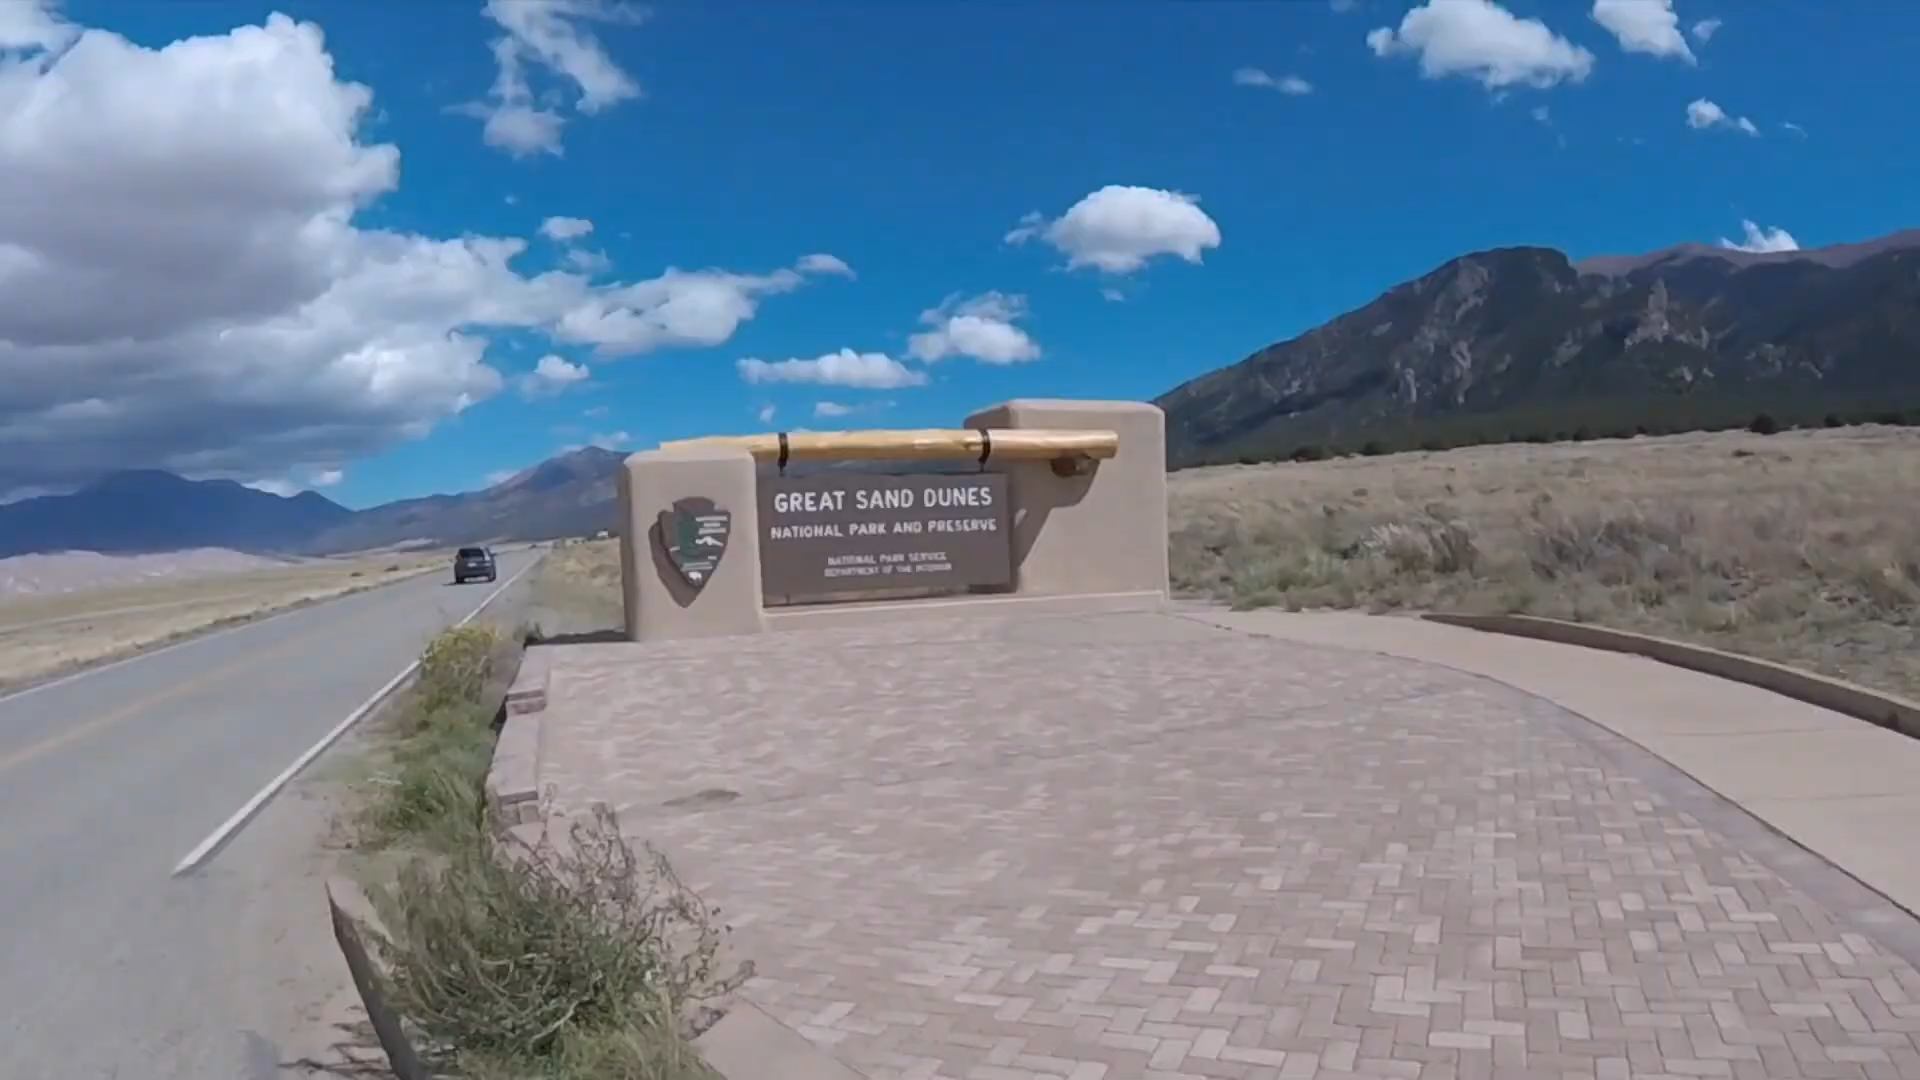 GREAT SAND DUNES
NATIONAL PARK AND PRESERVE
NATIONAL PARK SERVICE
DEPARTMENT OF THE INTERIOR